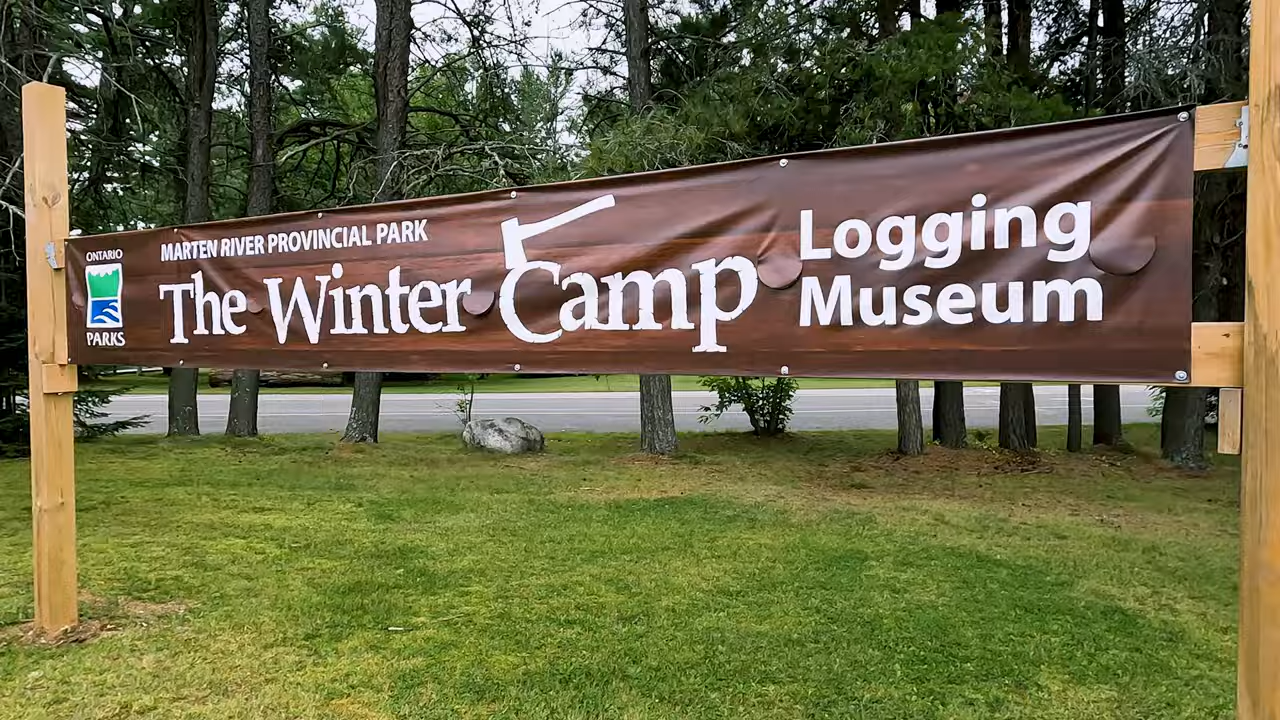 ONTARIO
PARKS
MARTEN RIVER PROVINCIAL PARK
The Winter Camp
Logging
Museum